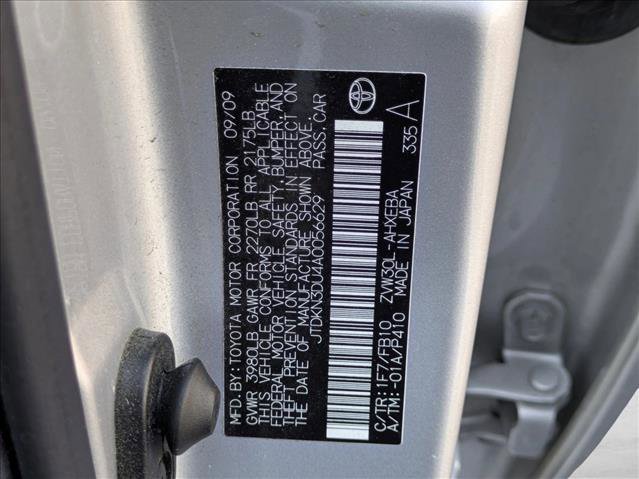 MFD.BY:TOYOTA MOTOR CORPORATION 09/09
GVWR 3980LB GAWR FR 2270LB RR 2175LB
THIS VEHICLE CONFORMS TO ALL APPLICABLE
FEDERAL MOTOR VEHICLE SAFETY, BUMPER, AND
THEFT PREVENTION STANDARDS IN EFFECT ON
THE DATE OF MANUFACTURE SHOWN ABOVE.
JTDKN3DU4A0056629 PASS.CAR
C/TR:1F7/FB10 ZVW30L-AHXEBA
A/TM:-01A/P410 MADE IN JAPAN 335 A